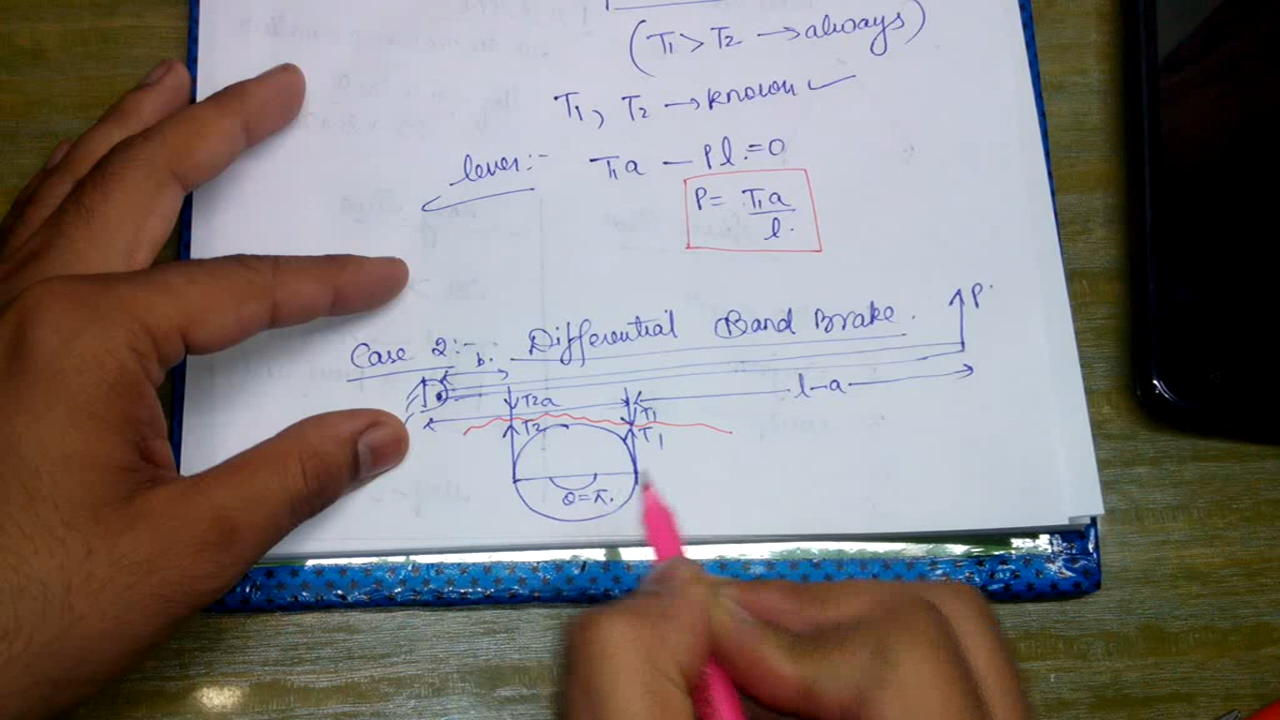 (T1 > T2 → always)
T1, T2 → known ✓
lever:- T1a - Pl = 0
P = T1a / l.
Case 2:- Differential Band Brake.
P.
b.
l-a
T2 a T1
T2 T1
θ=π.